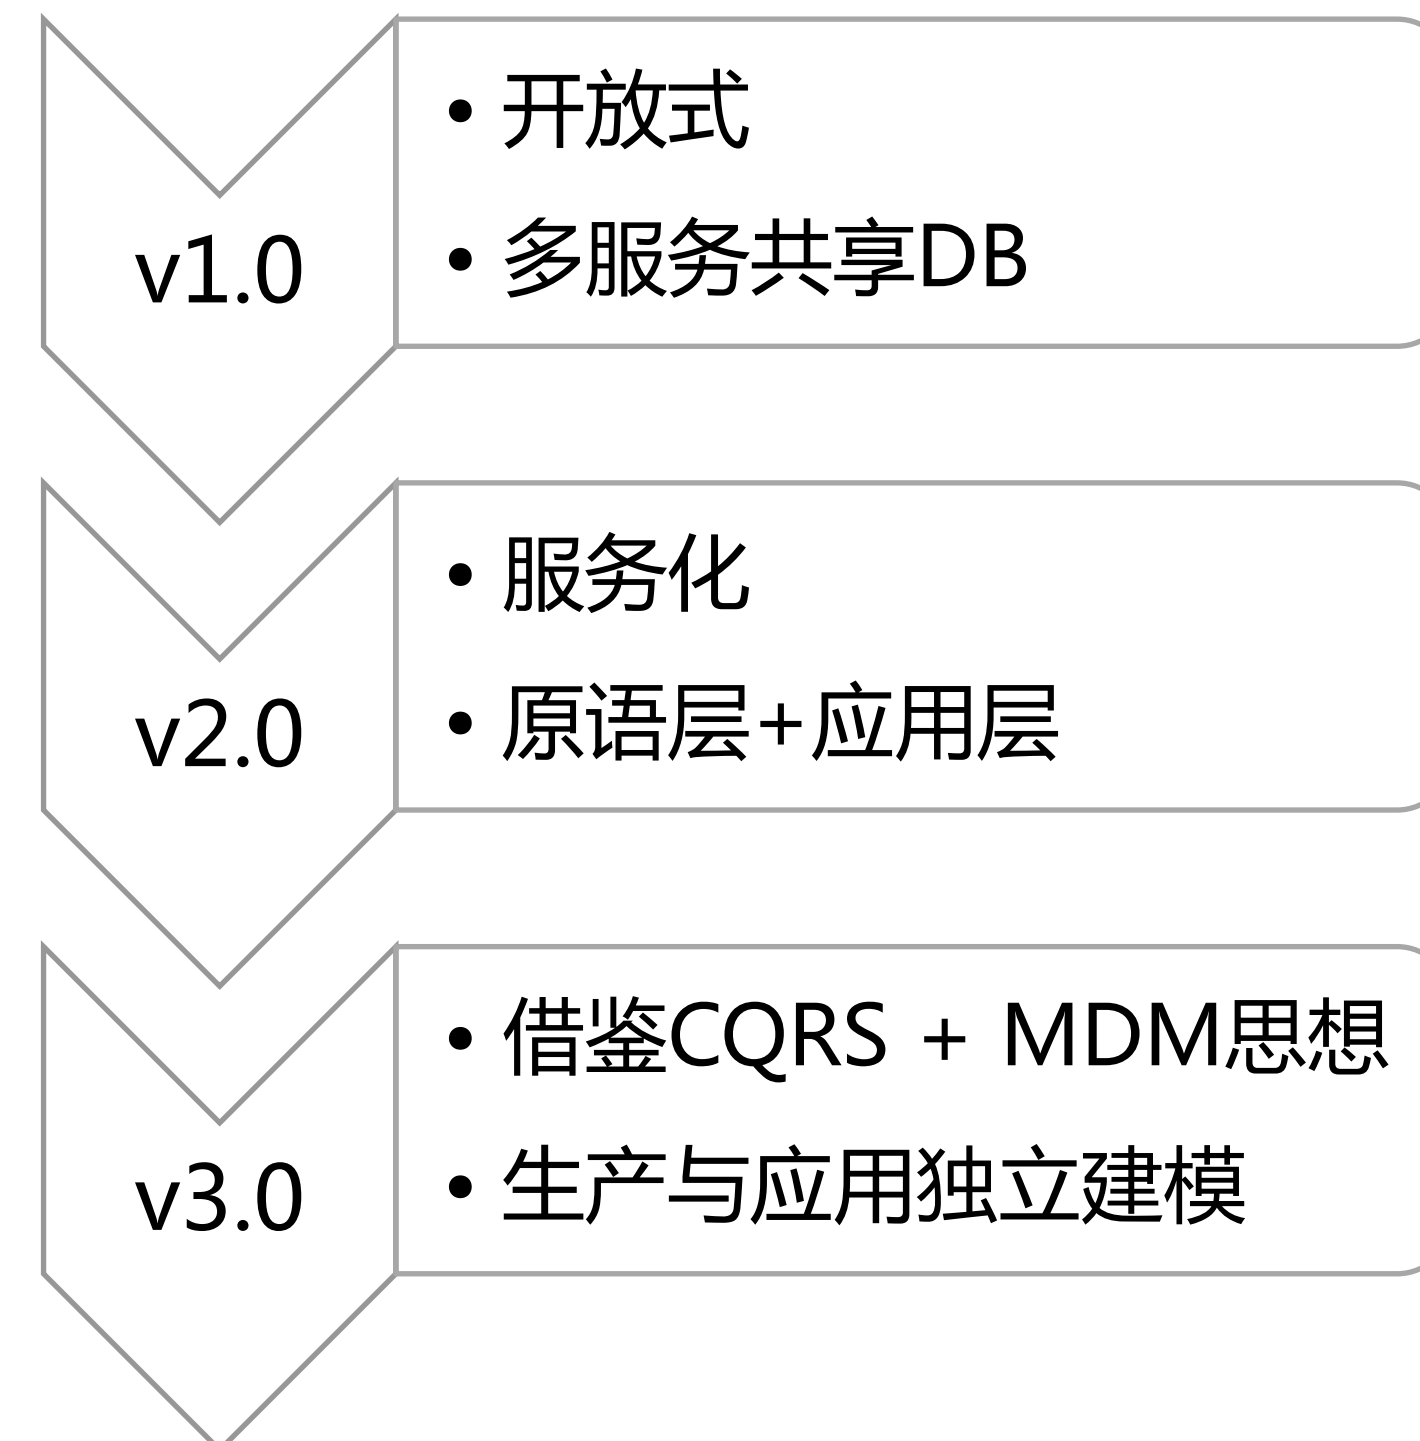 v1.0
• 开放式
• 多服务共享DB
v2.0
• 服务化
• 原语层+应用层
v3.0
• 借鉴CQRS + MDM思想
• 生产与应用独立建模